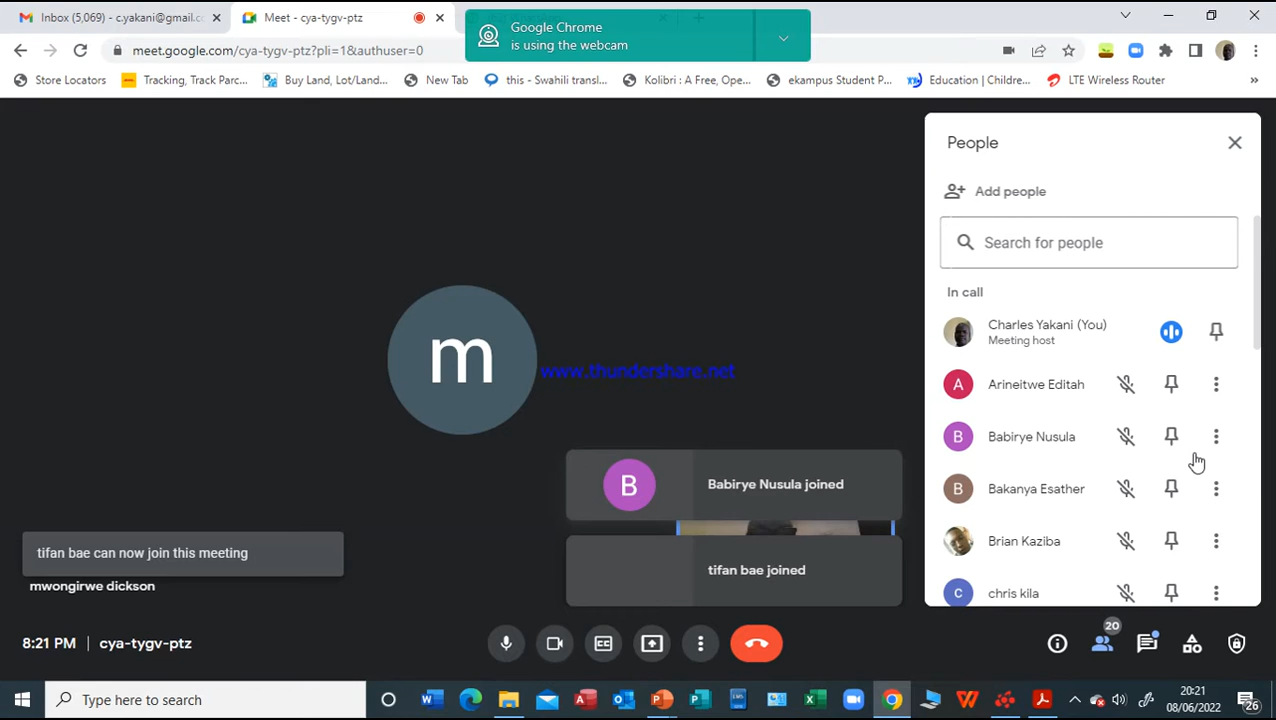 Inbox (5,069) - c.yakani@gmail.c
Meet - cya-tygv-ptz
Google Chrome
is using the webcam
meet.google.com/cya-tygv-ptz?pli=1&authuser=0
Store Locators
Tracking, Track Parc...
Buy Land, Lot/Land...
New Tab
this - Swahili transl...
Kolibri : A Free, Ope...
ekampus Student P...
Education | Childre...
LTE Wireless Router
»
People
Add people
Search for people
In call
Charles Yakani (You)
Meeting host
A
Arineitwe Editah
B
Babirye Nusula
B
Bakanya Esather
Brian Kaziba
c
chris kila
m
www.thundershare.net
B
Babirye Nusula joined
tifan bae joined
tifan bae can now join this meeting
mwongirwe dickson
8:21 PM | cya-tygv-ptz
CC
20
Type here to search
20:21
08/06/2022
26